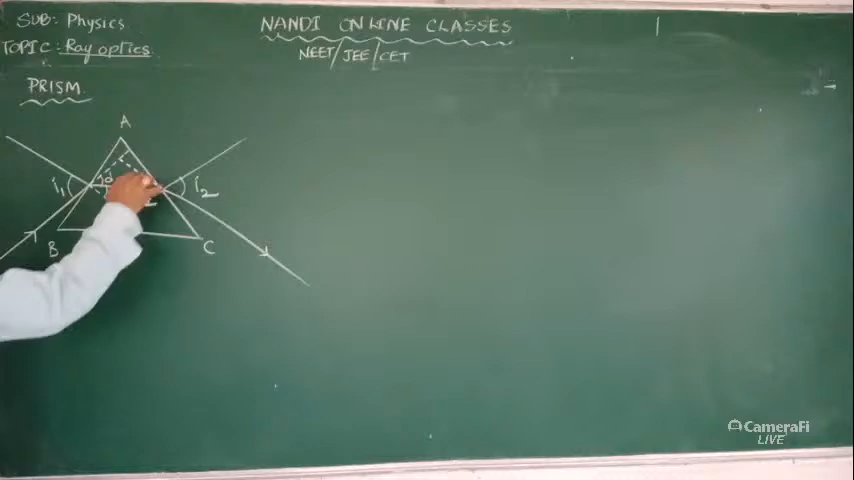 SUB:- Physics
NANDI ONLINE CLASSES
TOPIC: Ray optics
NEET/JEE/CET
PRISM
A
i1
d
i2
B
C
CameraFi
LIVE